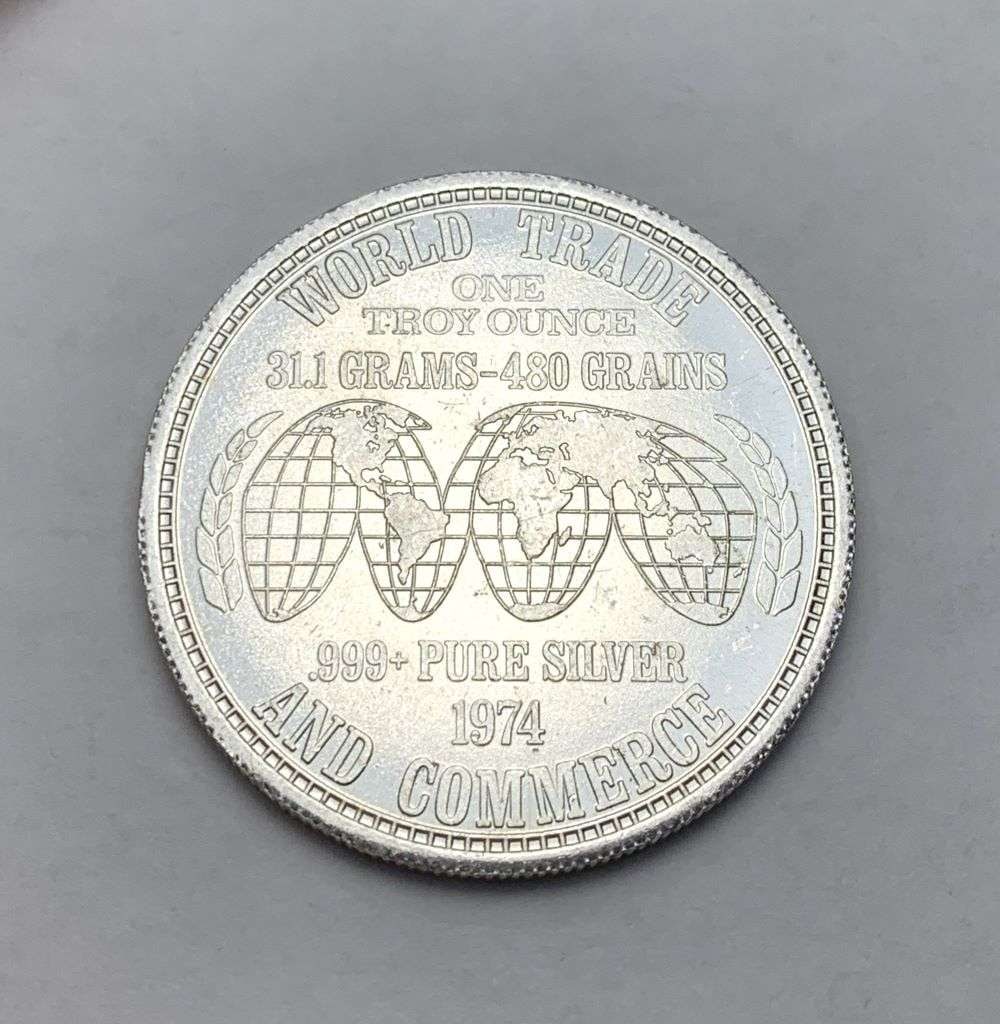 WORLD TRADE
ONE
TROY OUNCE
31.1 GRAMS-480 GRAINS
.999+ PURE SILVER
1974
AND COMMERCE